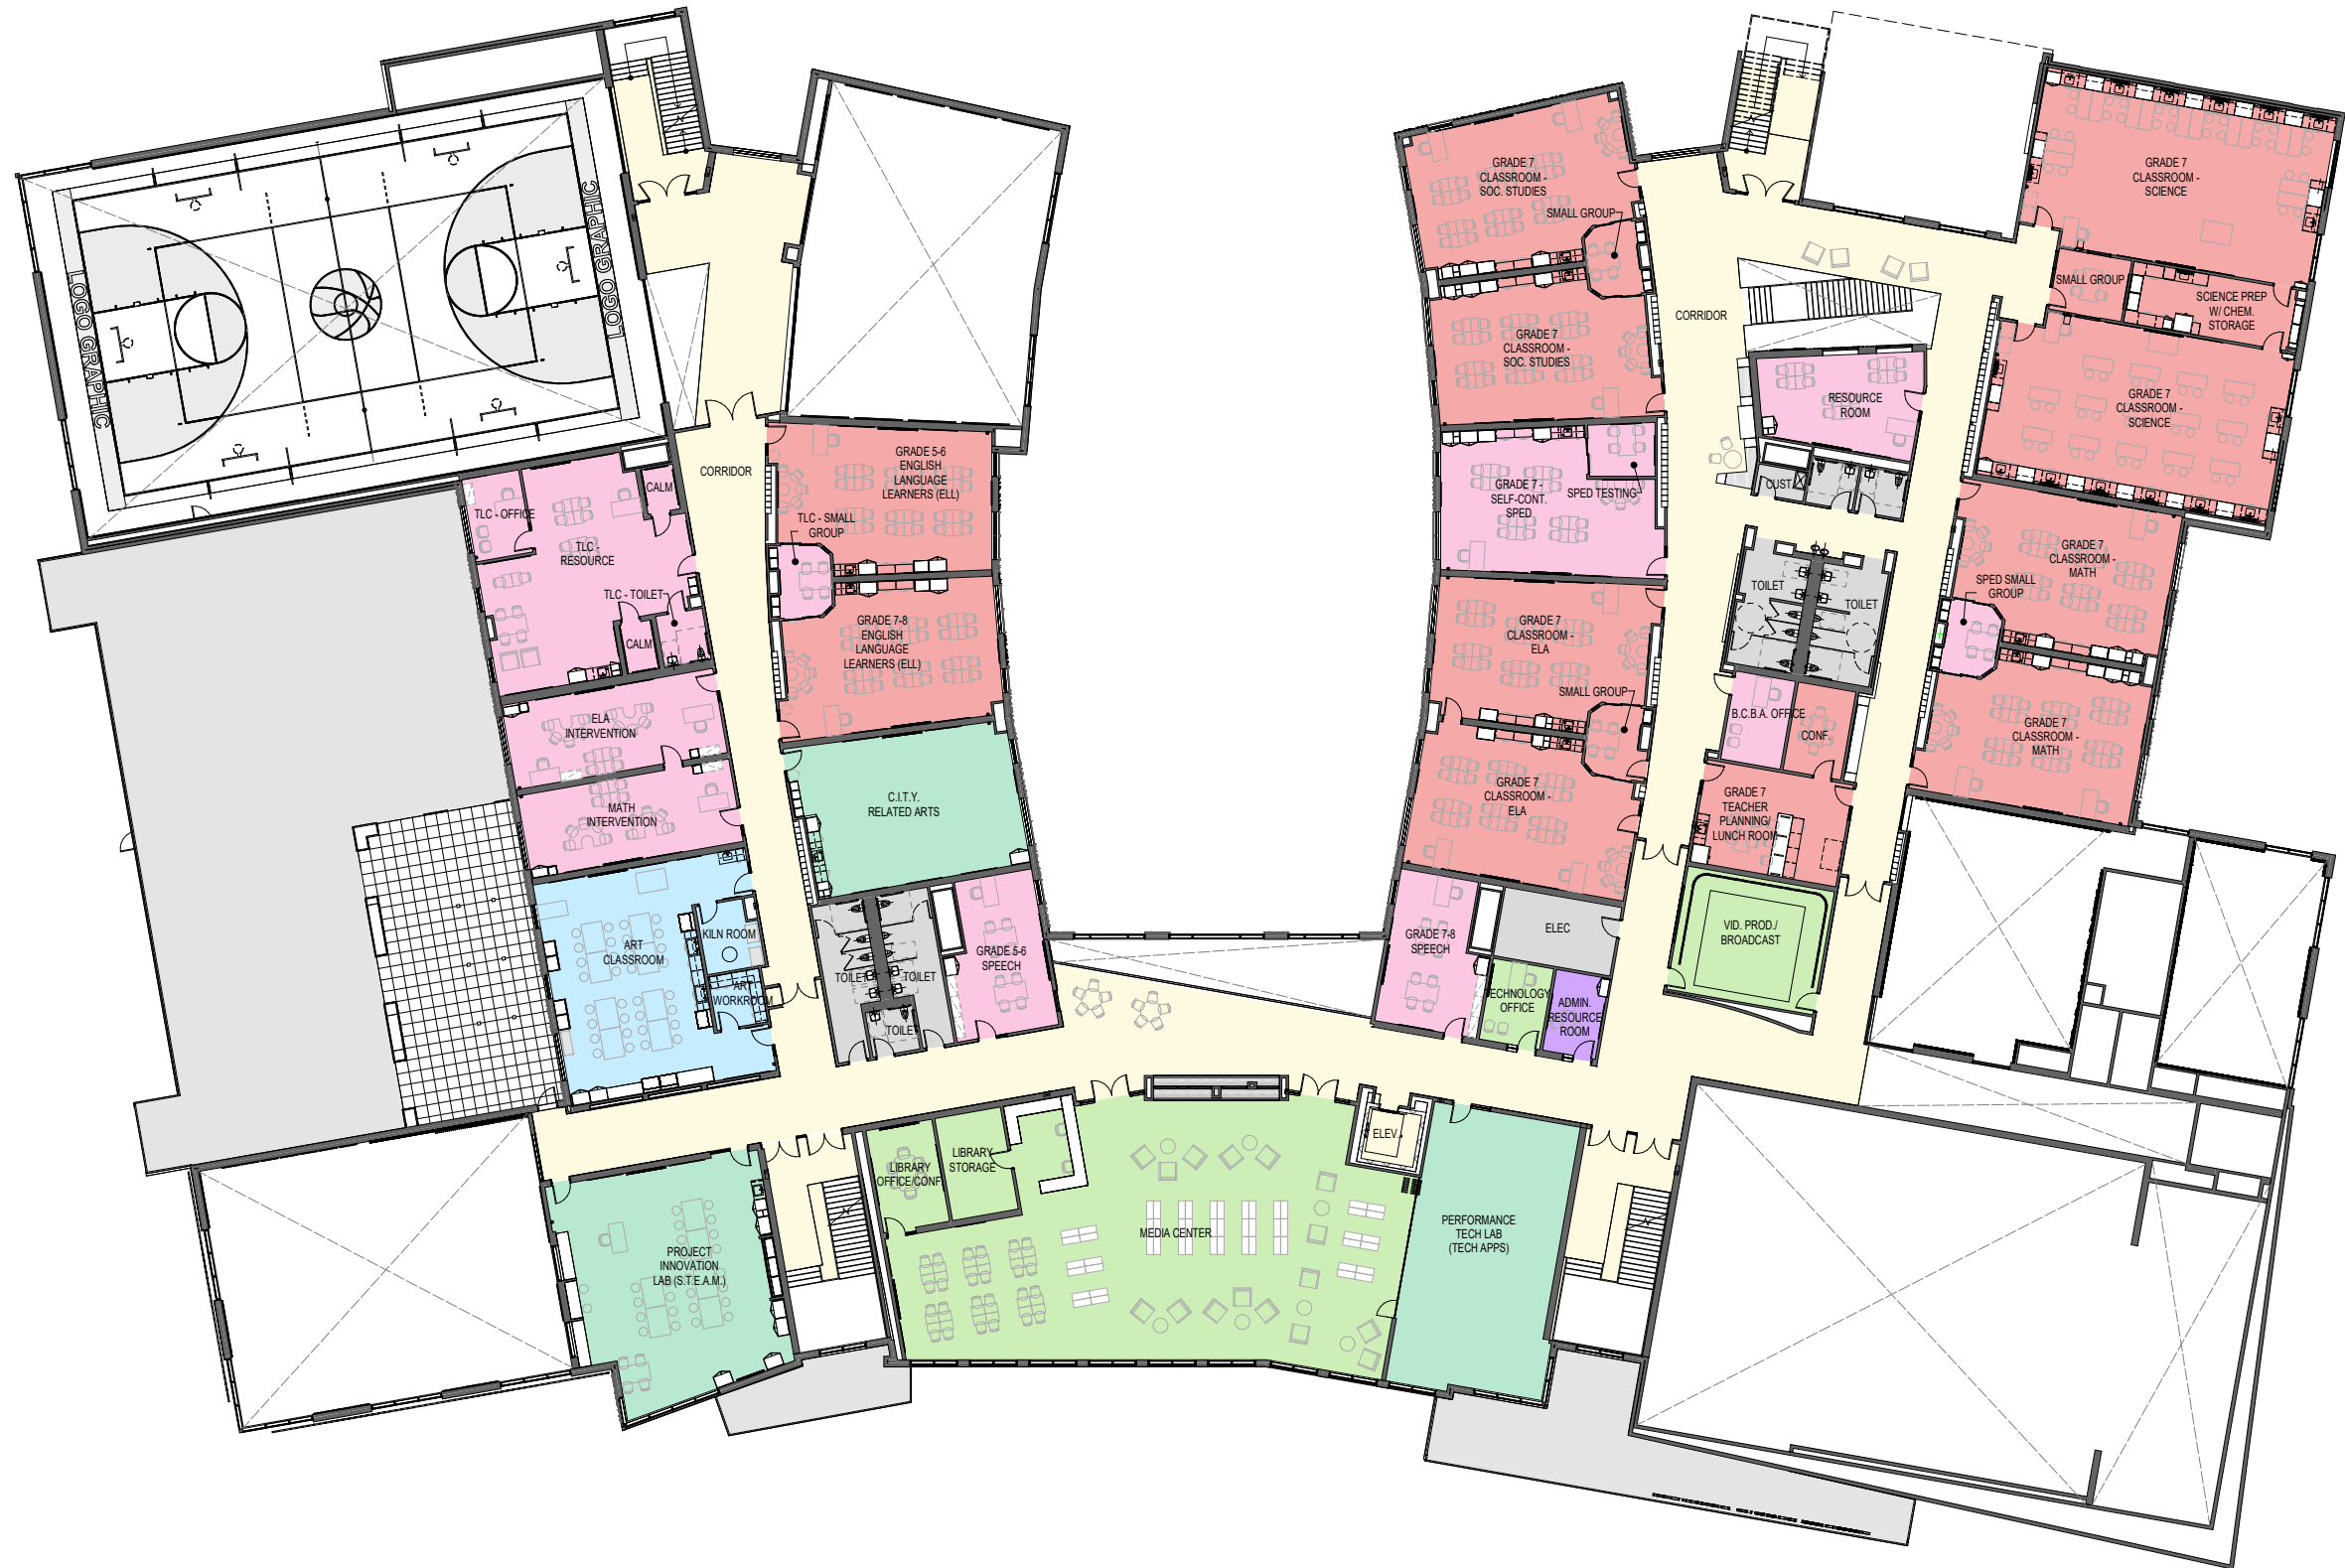 LOGO GRAPHIC
LOGO GRAPHIC
CORRIDOR
GRADE 5-6
ENGLISH
LANGUAGE
LEARNERS (ELL)
TLC - OFFICE
CALM
TLC -
RESOURCE
TLC - SMALL
GROUP
TLC - TOILET
CALM
GRADE 7-8
ENGLISH
LANGUAGE
LEARNERS (ELL)
ELA
INTERVENTION
MATH
INTERVENTION
C.I.T.Y.
RELATED ARTS
ART
CLASSROOM
KILN ROOM
ART
WORKROOM
TOILET
TOILET
TOILET
GRADE 5-6
SPEECH
PROJECT
INNOVATION
LAB (S.T.E.A.M.)
LIBRARY
OFFICE/CONF.
LIBRARY
STORAGE
MEDIA CENTER
ELEV.
PERFORMANCE
TECH LAB
(TECH APPS)
GRADE 7
CLASSROOM -
SOC. STUDIES
SMALL GROUP
GRADE 7
CLASSROOM -
SOC. STUDIES
CORRIDOR
GRADE 7 -
SELF-CONT.
SPED
SPED TESTING
GRADE 7
CLASSROOM -
ELA
SMALL GROUP
GRADE 7
CLASSROOM -
ELA
GRADE 7-8
SPEECH
ELEC
TECHNOLOGY
OFFICE
ADMIN.
RESOURCE
ROOM
RESOURCE
ROOM
CUST.
TOILET
TOILET
B.C.B.A. OFFICE
CONF.
GRADE 7
TEACHER
PLANNING/
LUNCH ROOM
VID. PROD./
BROADCAST
GRADE 7
CLASSROOM -
SCIENCE
SMALL GROUP
SCIENCE PREP
W/ CHEM.
STORAGE
GRADE 7
CLASSROOM -
SCIENCE
GRADE 7
CLASSROOM -
MATH
SPED SMALL
GROUP
GRADE 7
CLASSROOM -
MATH